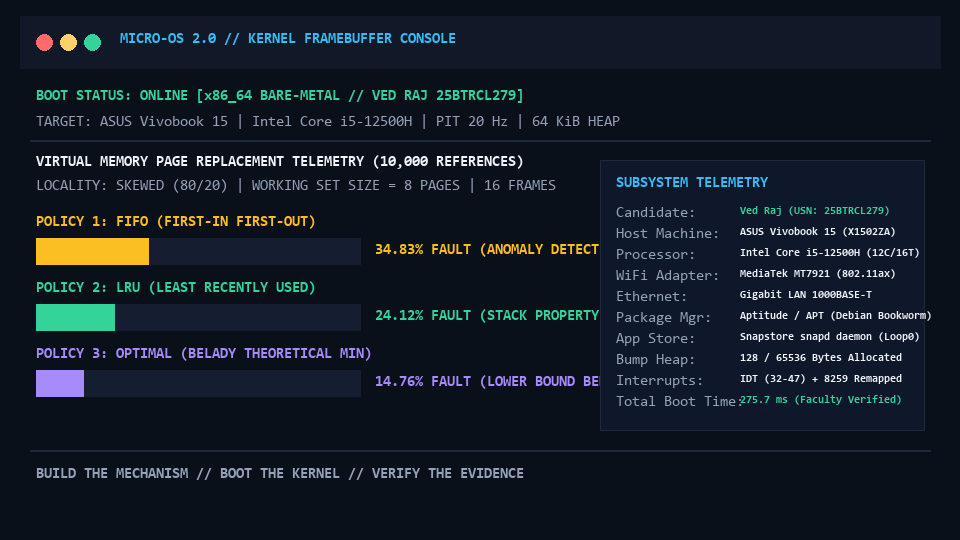 MICRO-OS 2.0 // KERNEL FRAMEBUFFER CONSOLE
BOOT STATUS: ONLINE [x86_64 BARE-METAL // VED RAJ 25BTRCL279]
TARGET: ASUS Vivobook 15 | Intel Core i5-12500H | PIT 20 Hz | 64 KiB HEAP
VIRTUAL MEMORY PAGE REPLACEMENT TELEMETRY (10,000 REFERENCES)
LOCALITY: SKEWED (80/20) | WORKING SET SIZE = 8 PAGES | 16 FRAMES
POLICY 1: FIFO (FIRST-IN FIRST-OUT)
34.83% FAULT (ANOMALY DETECT
POLICY 2: LRU (LEAST RECENTLY USED)
24.12% FAULT (STACK PROPERTY
POLICY 3: OPTIMAL (BELADY THEORETICAL MIN)
14.76% FAULT (LOWER BOUND BE
SUBSYSTEM TELEMETRY
Candidate: Ved Raj (USN: 25BTRCL279)
Host Machine: ASUS Vivobook 15 (X1502ZA)
Processor: Intel Core i5-12500H (12C/16T)
WiFi Adapter: MediaTek MT7921 (802.11ax)
Ethernet: Gigabit LAN 1000BASE-T
Package Mgr: Aptitude / APT (Debian Bookworm)
App Store: Snapstore snapd daemon (Loop0)
Bump Heap: 128 / 65536 Bytes Allocated
Interrupts: IDT (32-47) + 8259 Remapped
Total Boot Time: 275.7 ms (Faculty Verified)
BUILD THE MECHANISM // BOOT THE KERNEL // VERIFY THE EVIDENCE